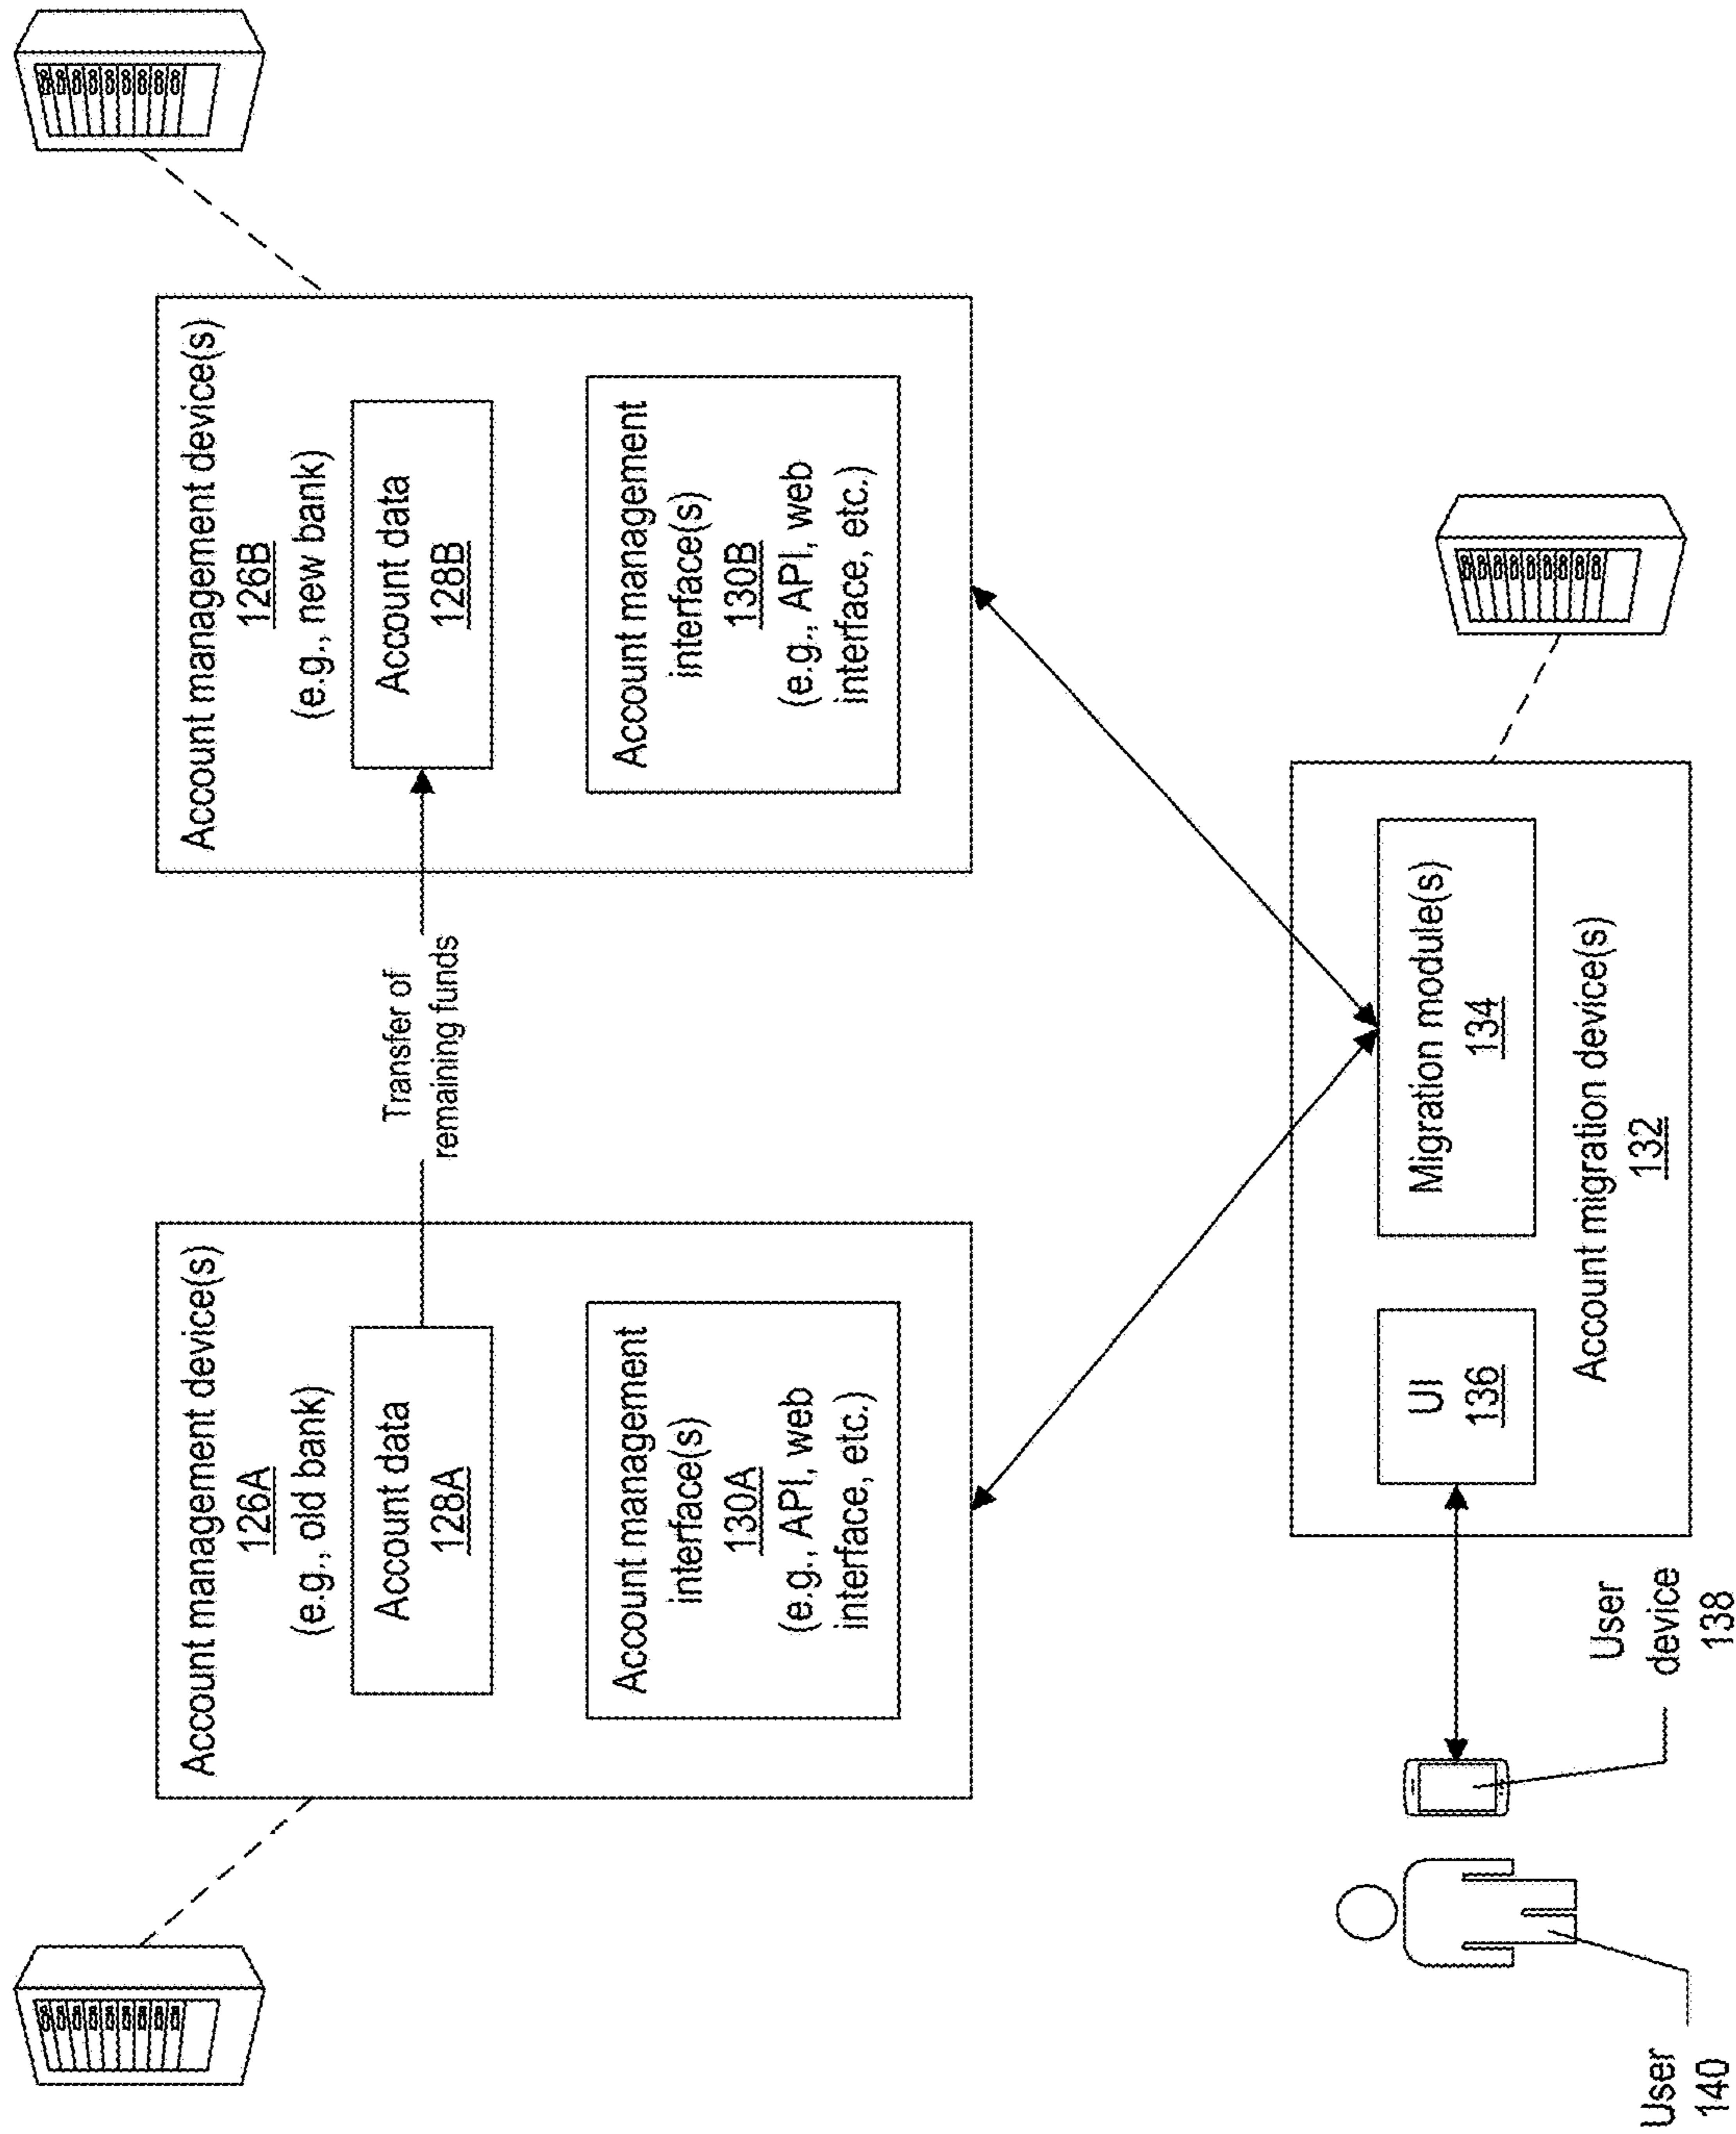 Account management device(s)
126A
(e.g., old bank)
Account data
128A
Account management
interface(s)
130A
(e.g., API, web
interface, etc.)
Transfer of
remaining funds
Account management device(s)
126B
(e.g., new bank)
Account data
128B
Account management
interface(s)
130B
(e.g., API, web
interface, etc.)
User
140
User
device
138
UI
136
Migration module(s)
134
Account migration device(s)
132